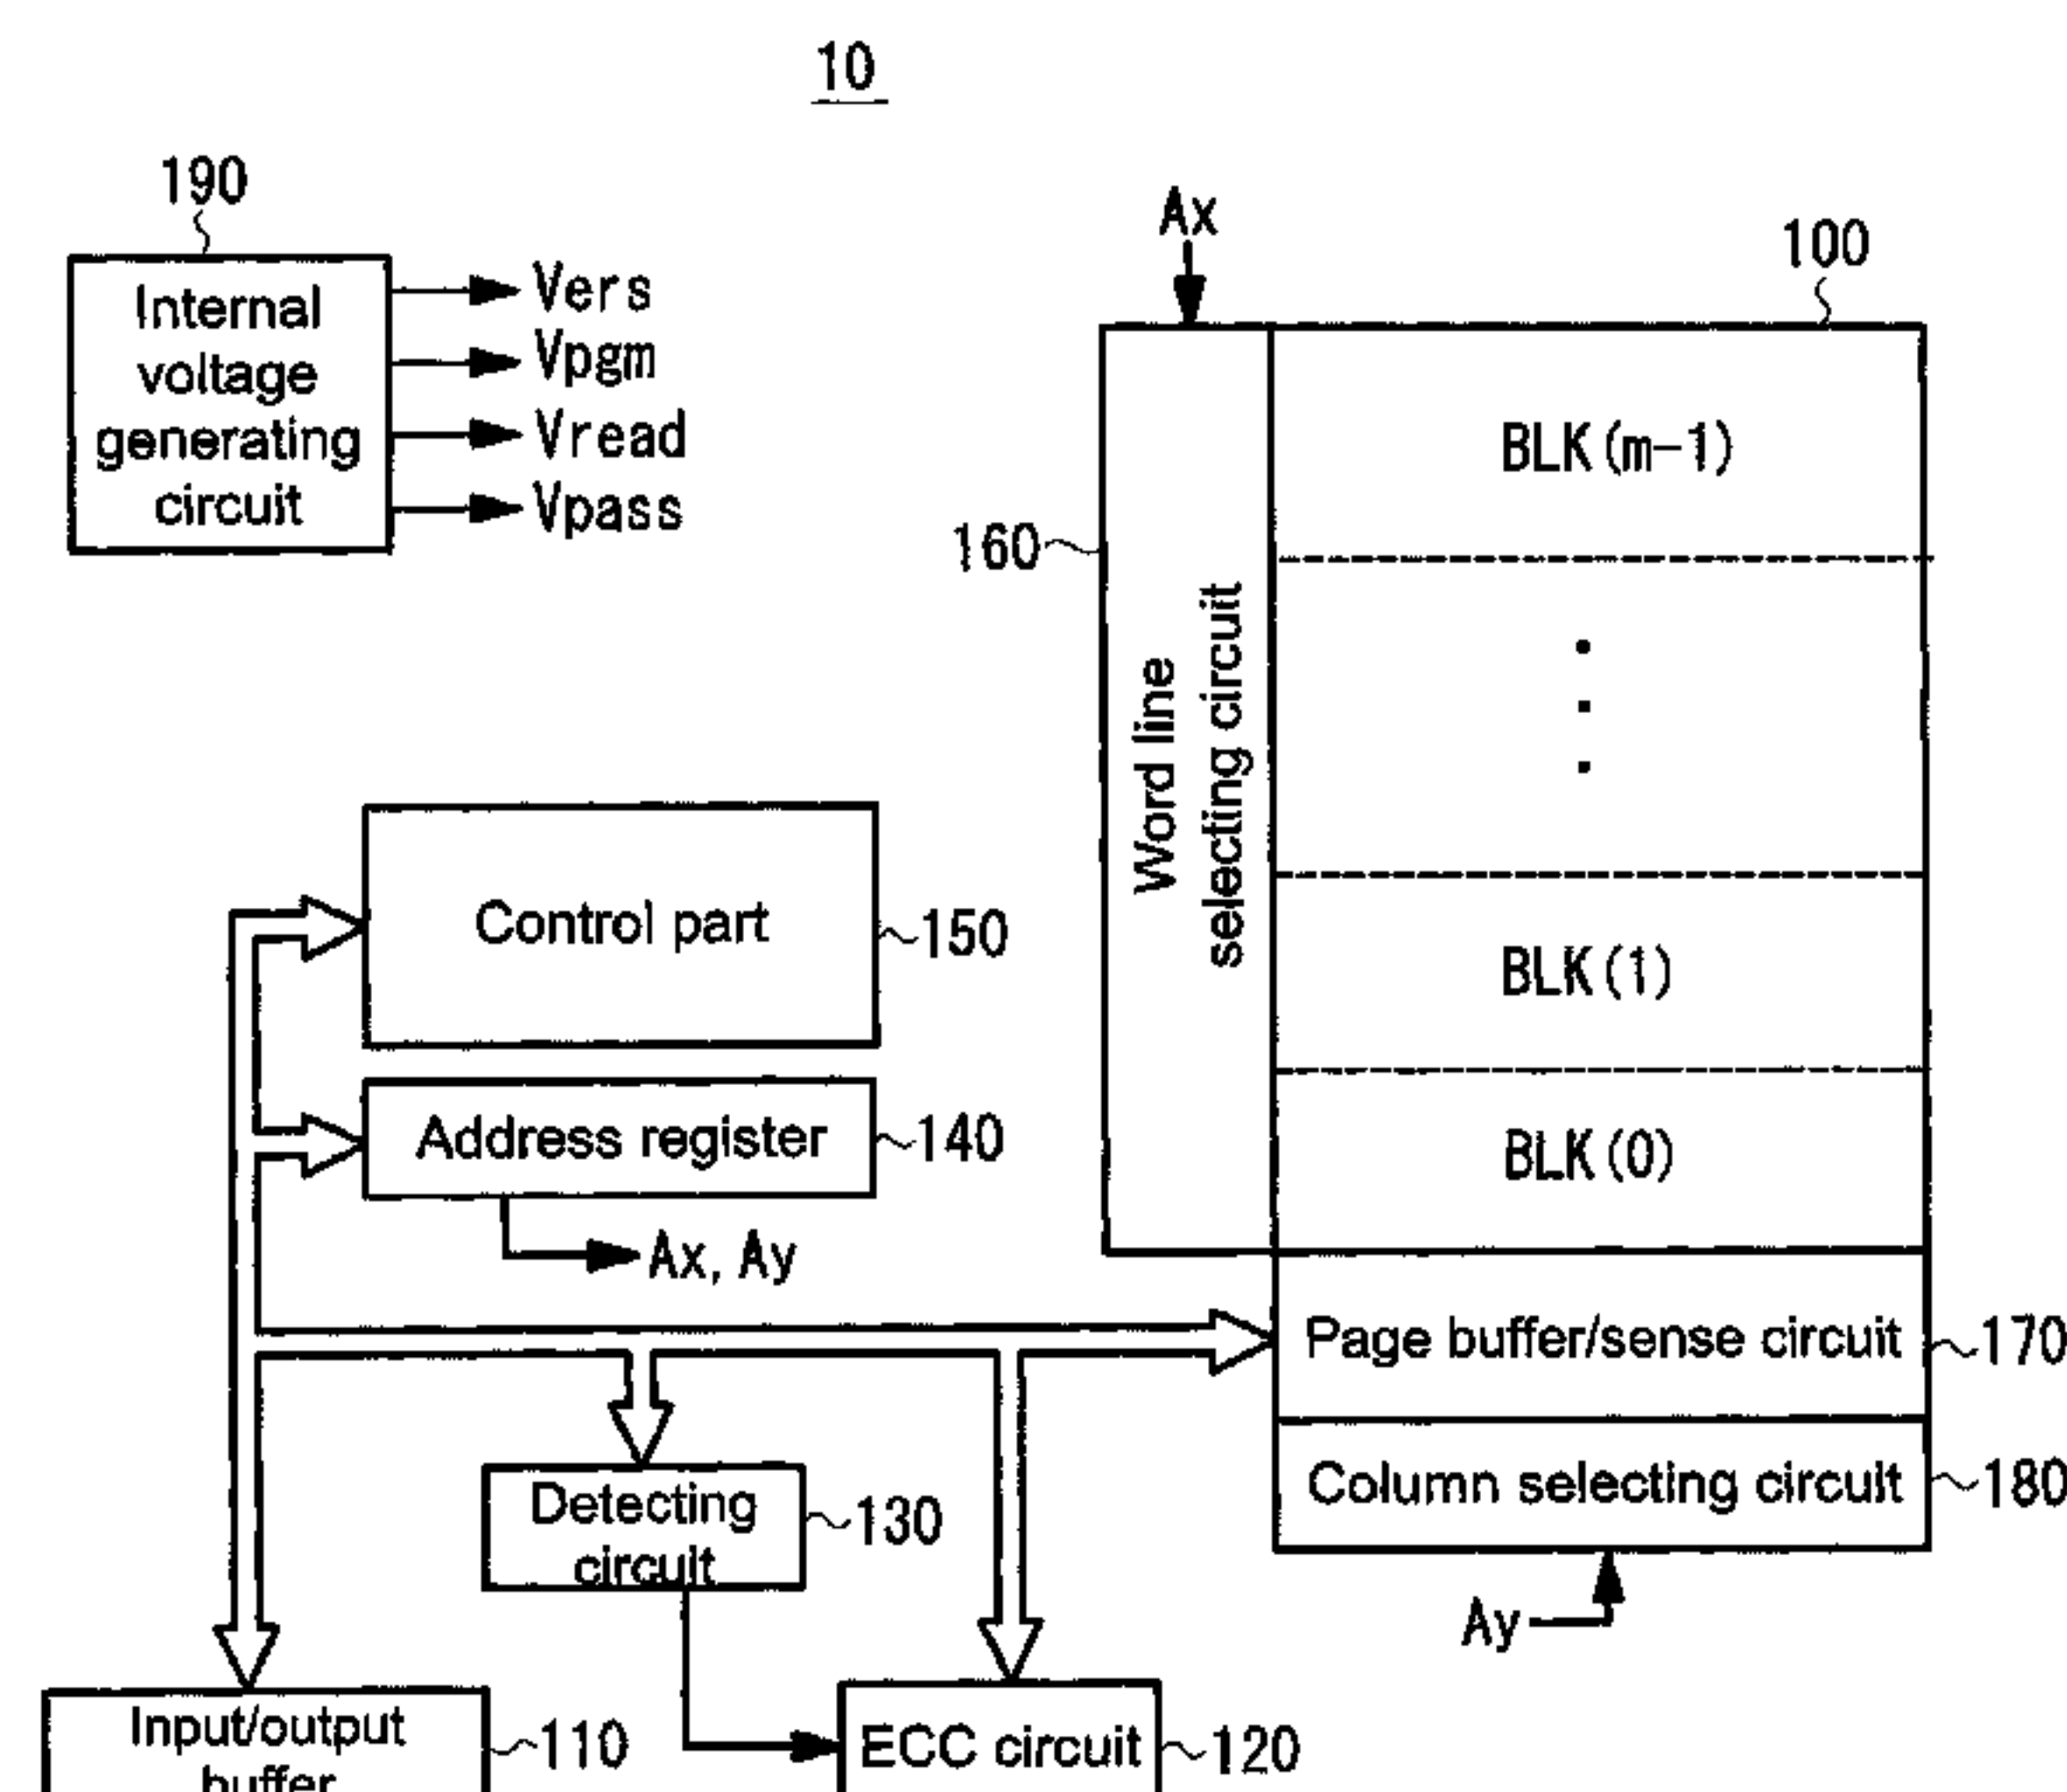 10
190
Internal
voltage
generating
circuit
Vers
Vpgm
Vread
Vpass
Ax
100
160
Word line
selecting circuit
BLK(m-1)
BLK(1)
BLK(0)
Control part
150
Address register
140
Ax, Ay
Page buffer/sense circuit
170
Column selecting circuit
180
Detecting
circuit
130
Ay
Input/output
buffer
110
ECC circuit
120